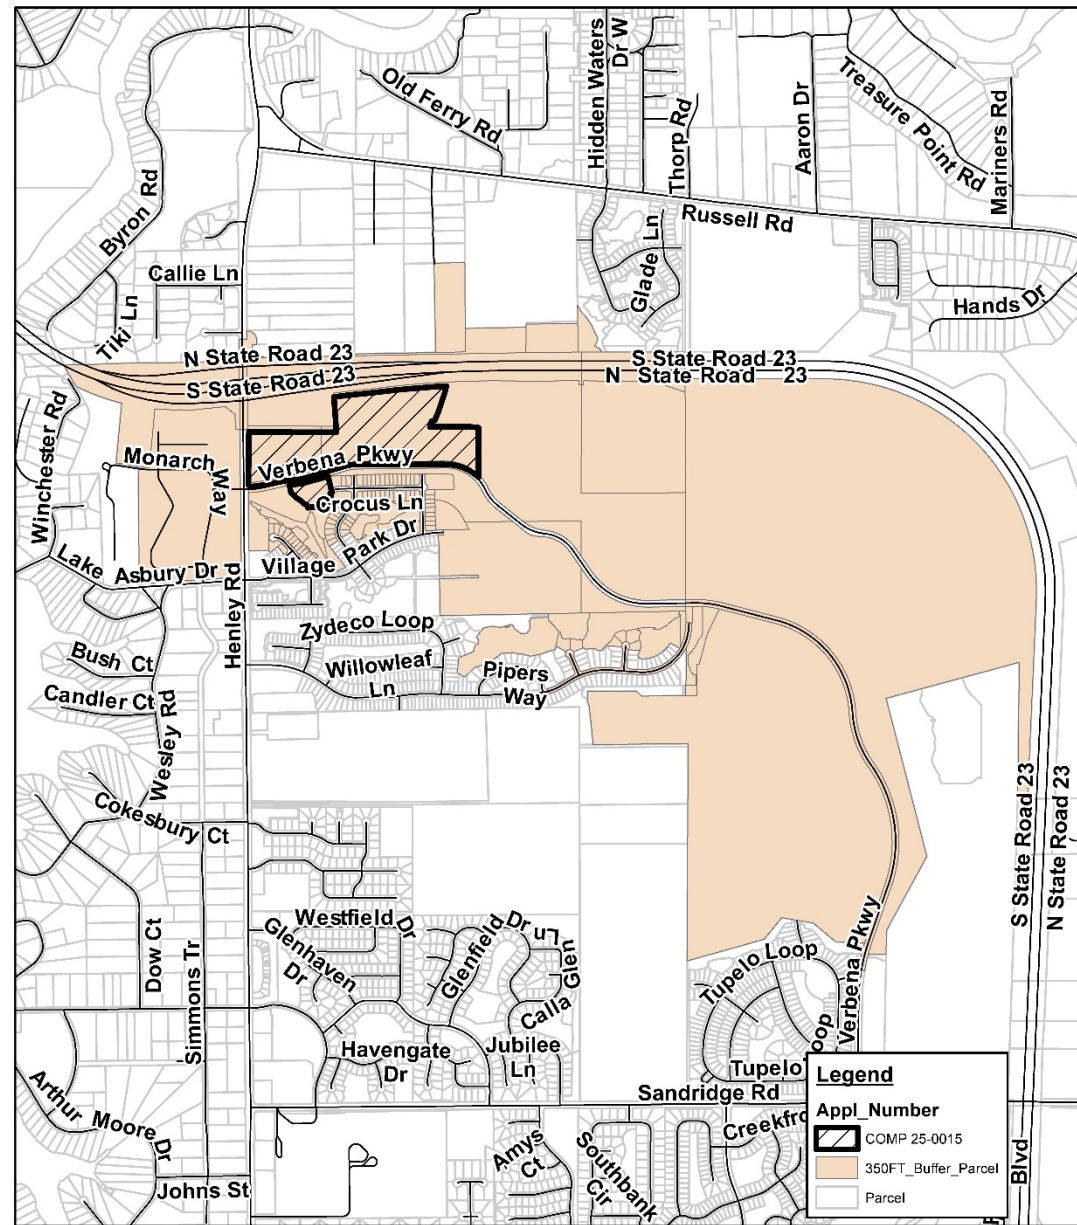 Hidden Waters
Dr W
Old Ferry Rd
Thorp Rd
Aaron Dr
Treasure Point Rd
Mariners Rd
Byron Rd
Russell Rd
Callie Ln
Glade Ln
Tiki Ln
Hands Dr
N State Road 23
S State Road 23
S State Road 23
N State Road 23
Winchester Rd
Monarch
Way
Verbena Pkwy
Crocus Ln
Lake Asbury Dr
Village Park Dr
Henley Rd
Zydeco Loop
Bush Ct
Willowleaf
Ln
Pipers
Way
Candler Ct
Wesley Rd
Cokesbury Ct
S State Road 23
N State Road 23
Westfield Dr
Glenhaven
Dr
Glenfield Dr
Calla Glen
Ln
Dow Ct
Simmons Tr
Tupelo Loop
Verbena Pkwy
Havengate
Dr
Jubilee
Ln
Tupelo Loop
Sandridge Rd
Arthur Moore Dr
Amys
Ct
Southbank
Cir
Johns St
Blvd
Legend
Appl_Number
COMP 25-0015
350FT_Buffer_Parcel
Parcel